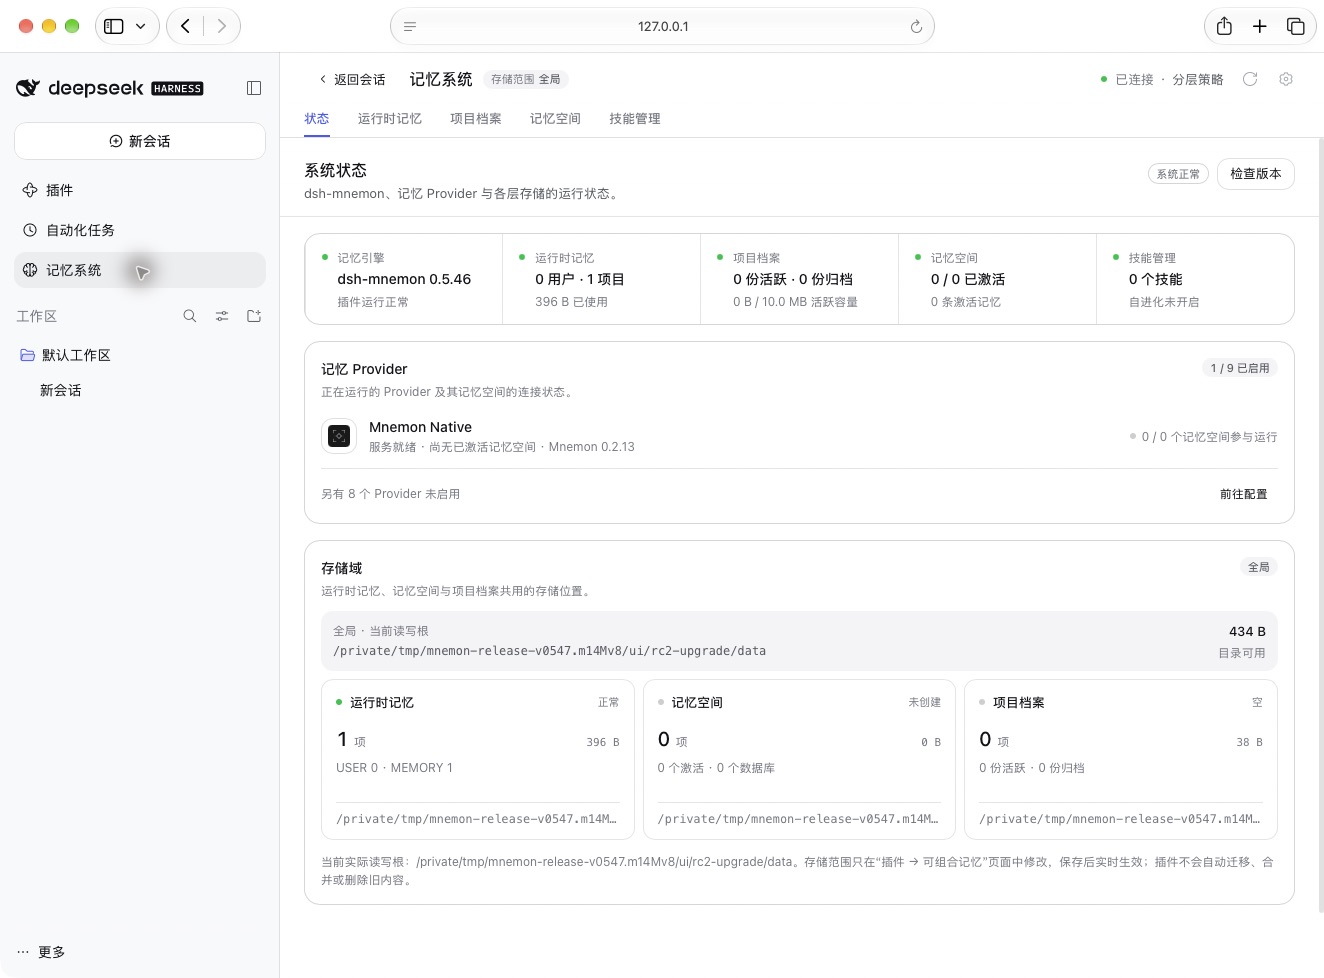 127.0.0.1
deepseek HARNESS
新会话
插件
自动化任务
记忆系统
工作区
默认工作区
新会话
更多
返回会话 记忆系统 存储范围 全局
已连接 · 分层策略
状态 运行时记忆 项目档案 记忆空间 技能管理
系统状态
dsh-mnemon、记忆 Provider 与各层存储的运行状态。
系统正常 检查版本
记忆引擎
dsh-mnemon 0.5.46
插件运行正常
运行时记忆
0 用户 · 1 项目
396 B 已使用
项目档案
0 份活跃 · 0 份归档
0 B / 10.0 MB 活跃容量
记忆空间
0 / 0 已激活
0 条激活记忆
技能管理
0 个技能
自进化未开启
记忆 Provider
1 / 9 已启用
正在运行的 Provider 及其记忆空间的连接状态。
Mnemon Native
服务就绪 · 尚无已激活记忆空间 · Mnemon 0.2.13
0 / 0 个记忆空间参与运行
另有 8 个 Provider 未启用
前往配置
存储域
全局
运行时记忆、记忆空间与项目档案共用的存储位置。
全局 · 当前读写根
434 B
/private/tmp/mnemon-release-v0547.m14Mv8/ui/rc2-upgrade/data
目录可用
运行时记忆 正常
1 项 396 B
USER 0 · MEMORY 1
/private/tmp/mnemon-release-v0547.m14M…
记忆空间 未创建
0 项 0 B
0 个激活 · 0 个数据库
/private/tmp/mnemon-release-v0547.m14M…
项目档案 空
0 项 38 B
0 份活跃 · 0 份归档
/private/tmp/mnemon-release-v0547.m14M…
当前实际读写根：/private/tmp/mnemon-release-v0547.m14Mv8/ui/rc2-upgrade/data。存储范围只在“插件 → 可组合记忆”页面中修改，保存后实时生效；插件不会自动迁移、合
并或删除旧内容。